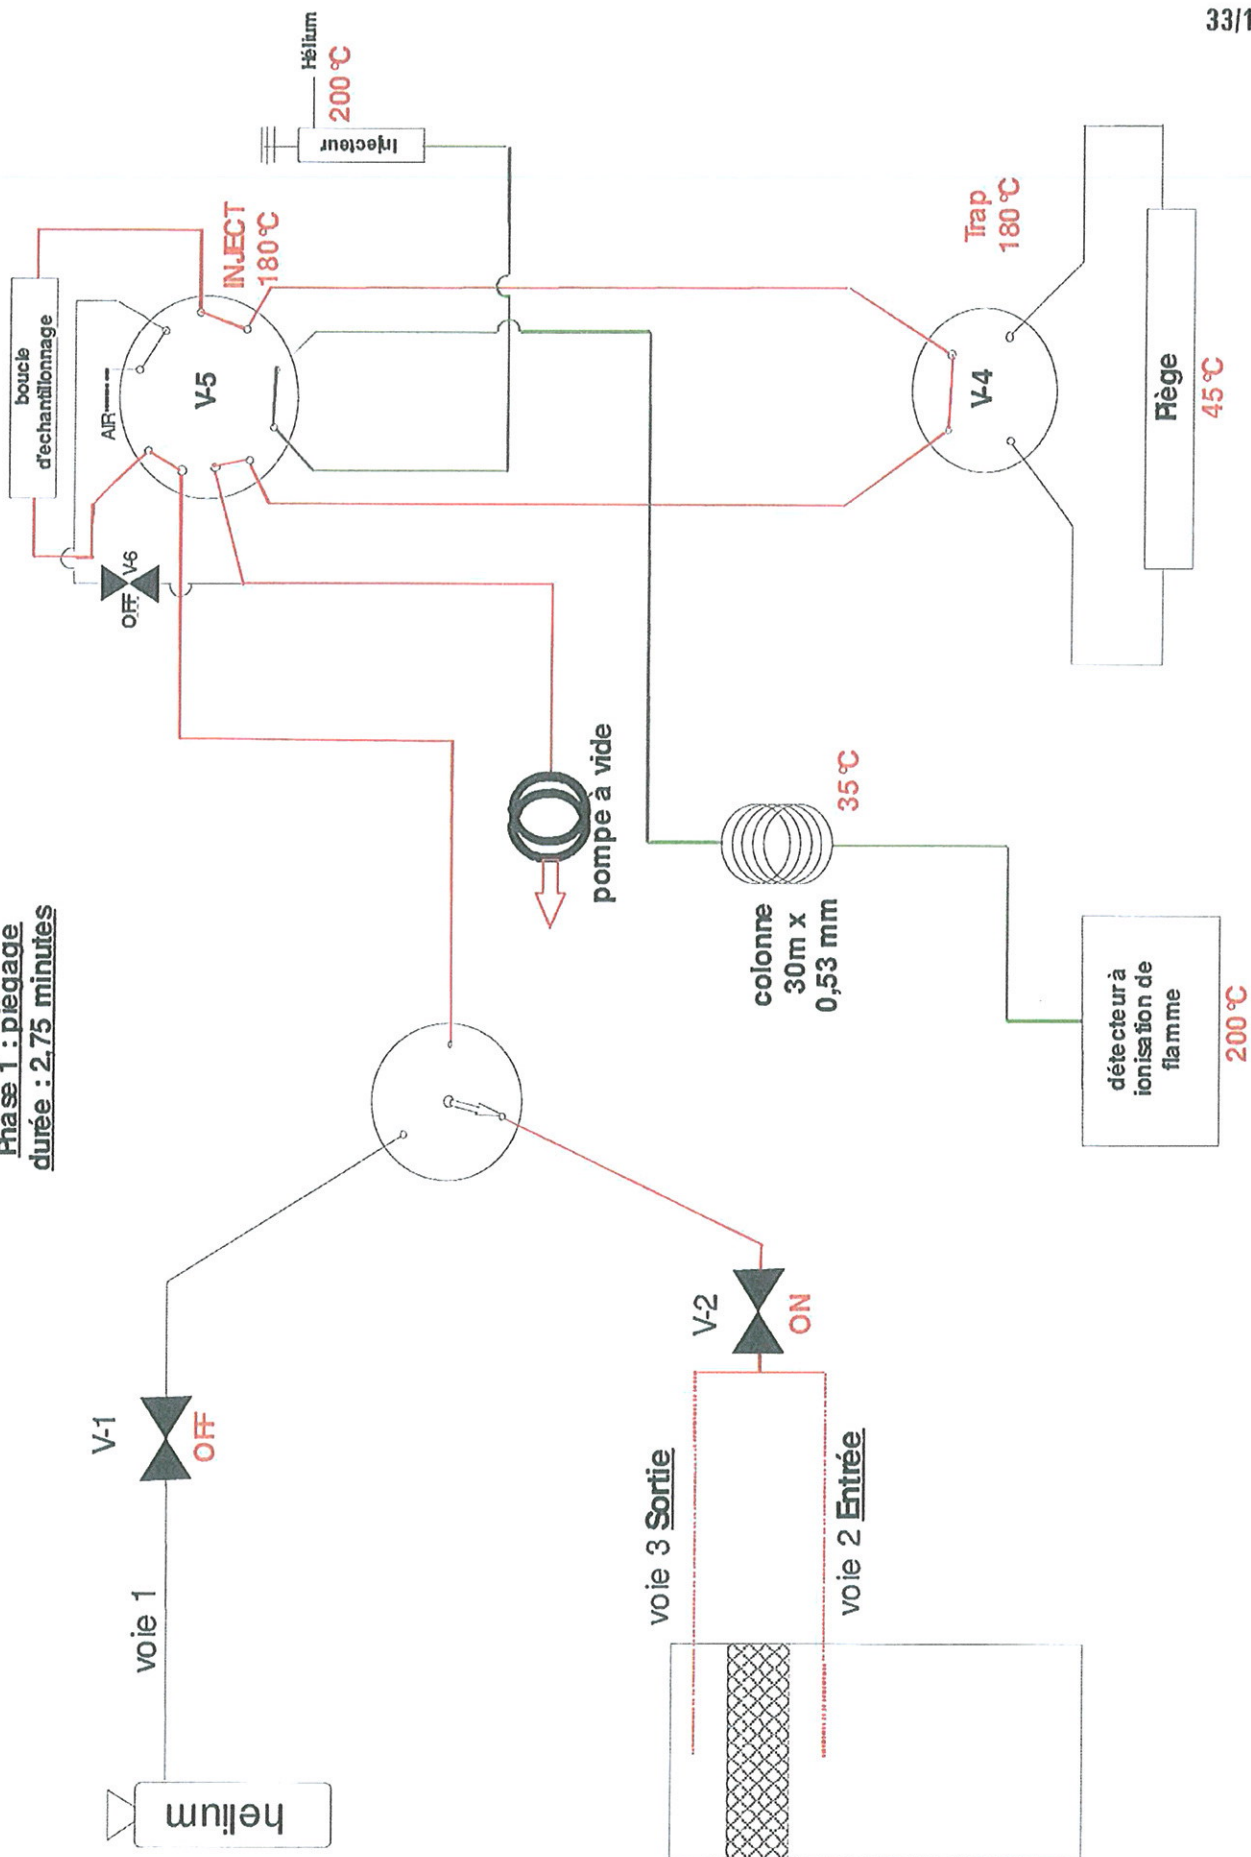 33/1
Phase 1 : piégeage
durée : 2,75 minutes
boucle
d'echantillonnage
Hélium
200°C
Injecteur
INJECT
180°C
AIR
V-5
OFF
V-6
Trap
180°C
V-4
Piège
45°C
pompe à vide
35°C
colonne
30m x
0,53 mm
détecteur à
ionisation de
flamme
200°C
V-1
OFF
voie 1
helium
V-2
ON
voie 3 Sortie
voie 2 Entrée